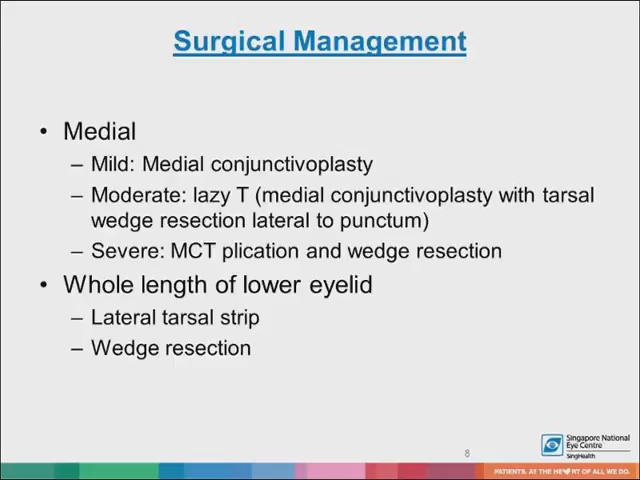 Surgical Management
• Medial
– Mild: Medial conjunctivoplasty
– Moderate: lazy T (medial conjunctivoplasty with tarsal
wedge resection lateral to punctum)
– Severe: MCT plication and wedge resection
• Whole length of lower eyelid
– Lateral tarsal strip
– Wedge resection
8
Singapore National
Eye Centre
SingHealth
PATIENTS. AT THE HE♥RT OF ALL WE DO.